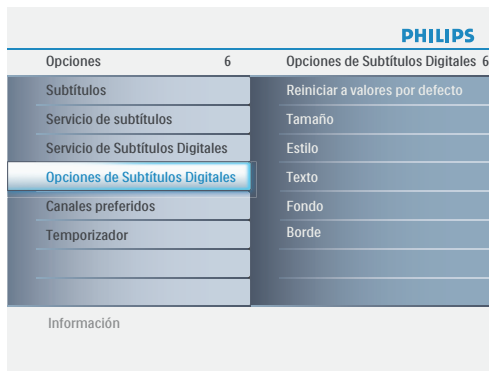 PHILIPS
Opciones 6
Opciones de Subtítulos Digitales 6
Subtítulos
Servicio de subtítulos
Servicio de Subtítulos Digitales
Opciones de Subtítulos Digitales
Canales preferidos
Temporizador
Reiniciar a valores por defecto
Tamaño
Estilo
Texto
Fondo
Borde
Información